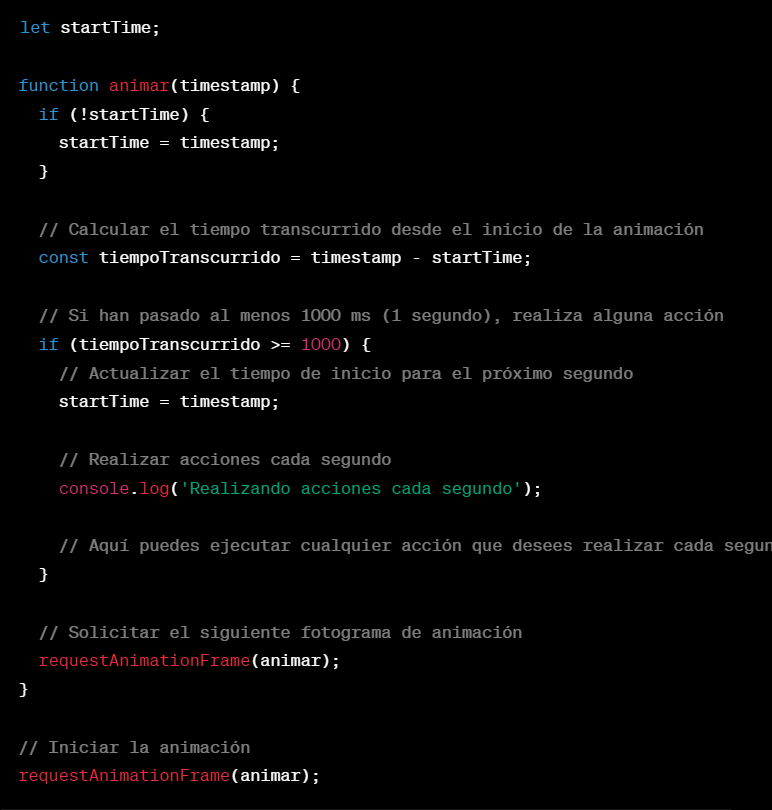 let startTime;
function animar(timestamp) {
if (!startTime) {
startTime = timestamp;
}
// Calcular el tiempo transcurrido desde el inicio de la animación
const tiempoTranscurrido = timestamp - startTime;
// Si han pasado al menos 1000 ms (1 segundo), realiza alguna acción
if (tiempoTranscurrido >= 1000) {
// Actualizar el tiempo de inicio para el próximo segundo
startTime = timestamp;
// Realizar acciones cada segundo
console.log('Realizando acciones cada segundo');
// Aquí puedes ejecutar cualquier acción que desees realizar cada segun
}
// Solicitar el siguiente fotograma de animación
requestAnimationFrame(animar);
}
// Iniciar la animación
requestAnimationFrame(animar);